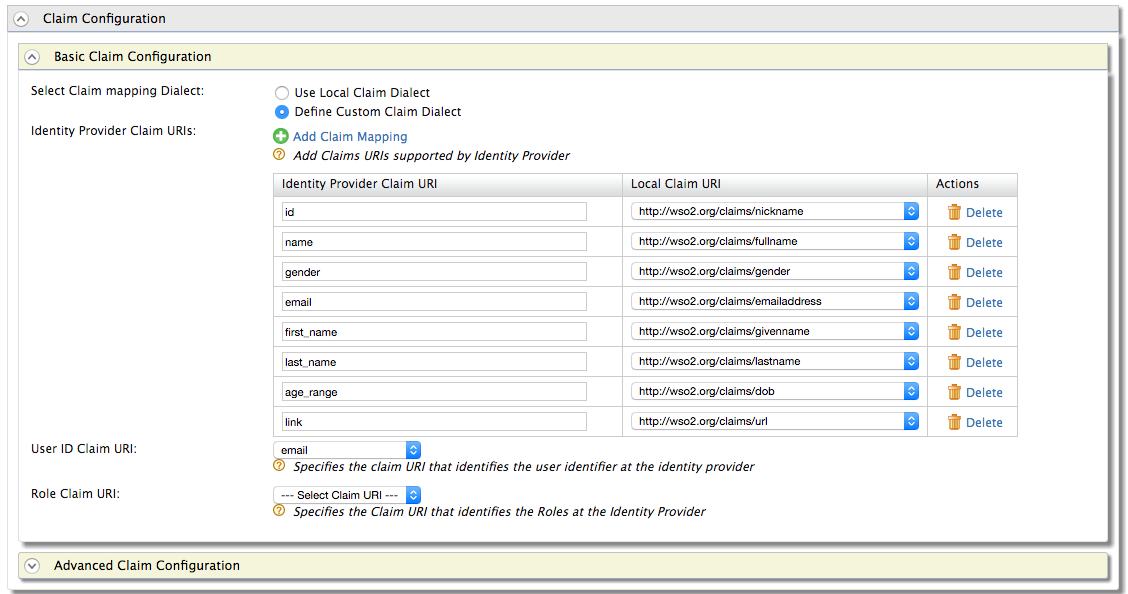 Claim Configuration
Basic Claim Configuration
Select Claim mapping Dialect:
Use Local Claim Dialect
Define Custom Claim Dialect
Identity Provider Claim URIs:
Add Claim Mapping
Add Claims URIs supported by Identity Provider
Identity Provider Claim URI Local Claim URI Actions
id http://wso2.org/claims/nickname Delete
name http://wso2.org/claims/fullname Delete
gender http://wso2.org/claims/gender Delete
email http://wso2.org/claims/emailaddress Delete
first_name http://wso2.org/claims/givenname Delete
last_name http://wso2.org/claims/lastname Delete
age_range http://wso2.org/claims/dob Delete
link http://wso2.org/claims/url Delete
User ID Claim URI: email
Specifies the claim URI that identifies the user identifier at the identity provider
Role Claim URI: --- Select Claim URI ---
Specifies the Claim URI that identifies the Roles at the Identity Provider
Advanced Claim Configuration